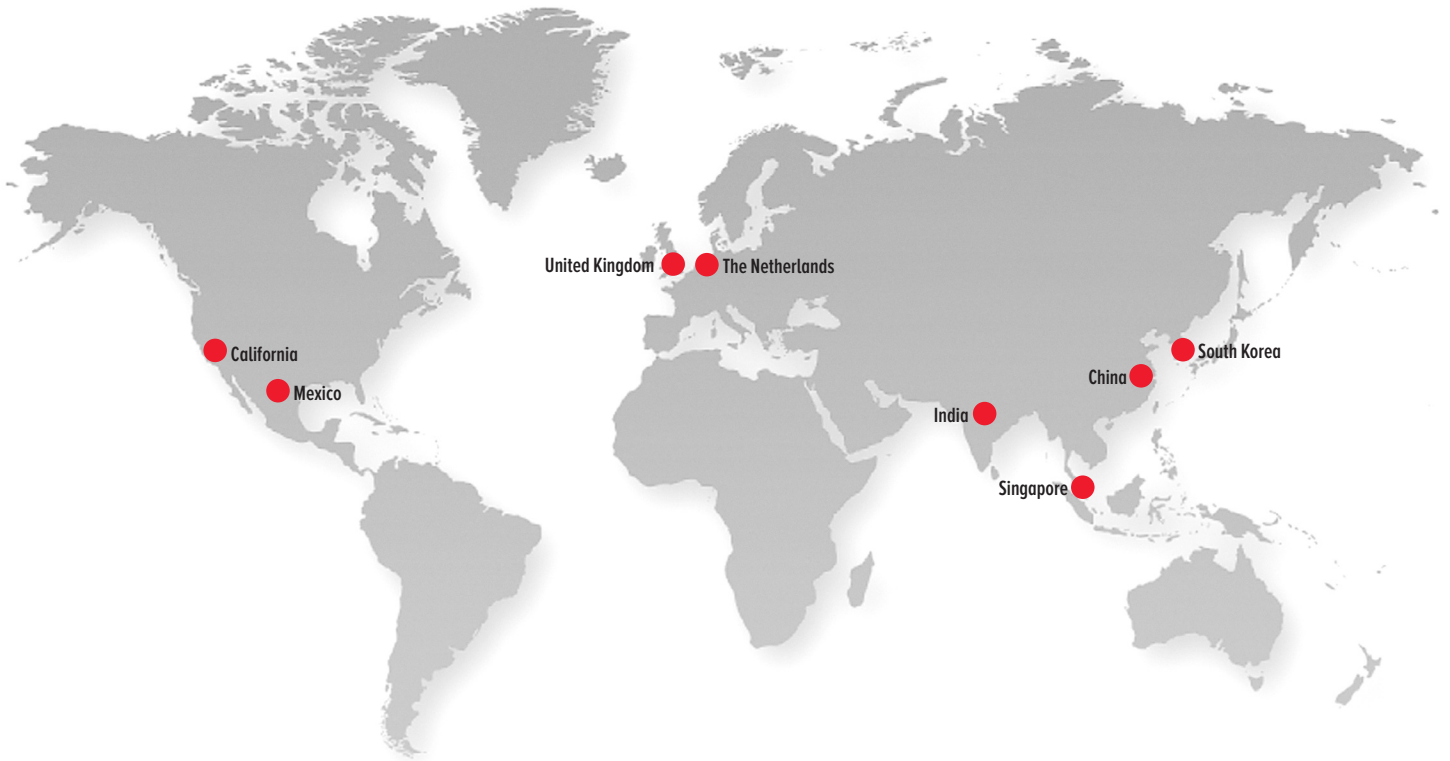 United Kingdom
The Netherlands
California
South Korea
China
Mexico
India
Singapore